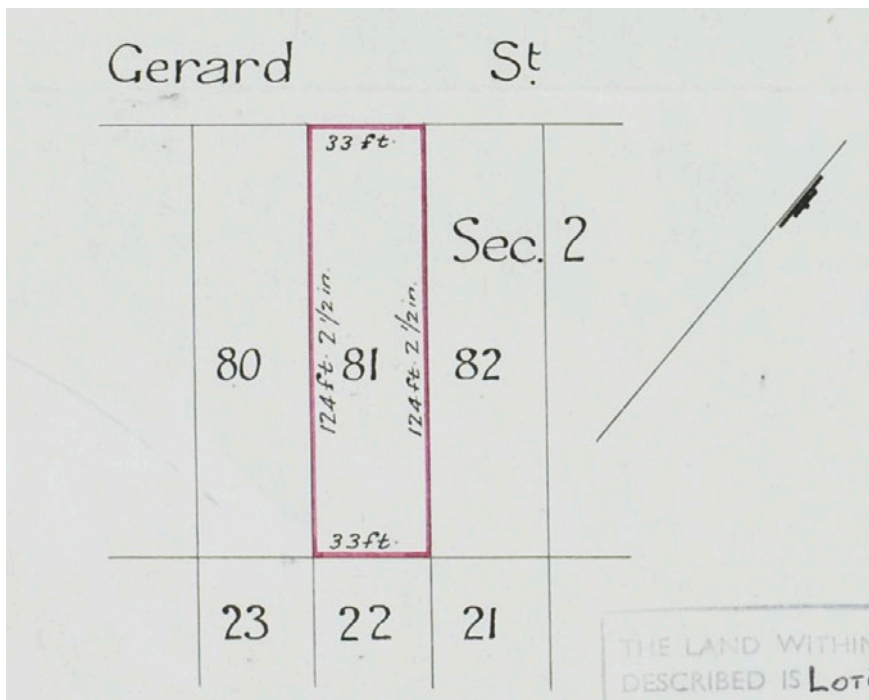 Gerard St
33 ft.
Sec. 2
124 ft. 2 1/2 in.
124 ft. 2 1/2 in.
80 81 82
33 ft.
23 22 21
THE LAND WITHIN
DESCRIBED IS